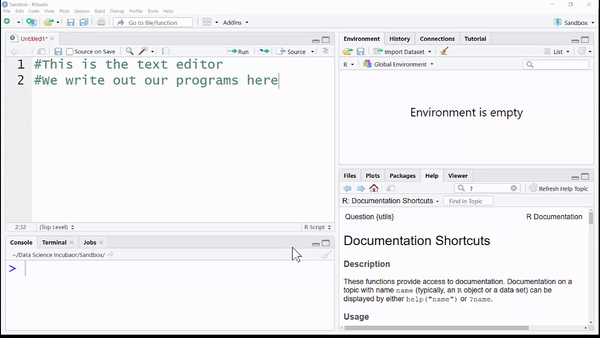 Sandbox - RStudio
File Edit Code View Plots Session Build Debug Profile Tools Help
Go to file/function
Addins
Sandbox
Untitled1*
Source on Save
Run
Source
1 #This is the text editor
2 #We write out our programs here
2:32 (Top Level) R Script
Console Terminal Jobs
~/Data Science Incubaor/Sandbox/
>
Environment History Connections Tutorial
Import Dataset
List
R Global Environment
Environment is empty
Files Plots Packages Help Viewer
?
Refresh Help Topic
R: Documentation Shortcuts Find in Topic
Question {utils} R Documentation
Documentation Shortcuts
Description
These functions provide access to documentation. Documentation on a
topic with name name (typically, an R object or a data set) can be
displayed by either help("name") or ?name.
Usage